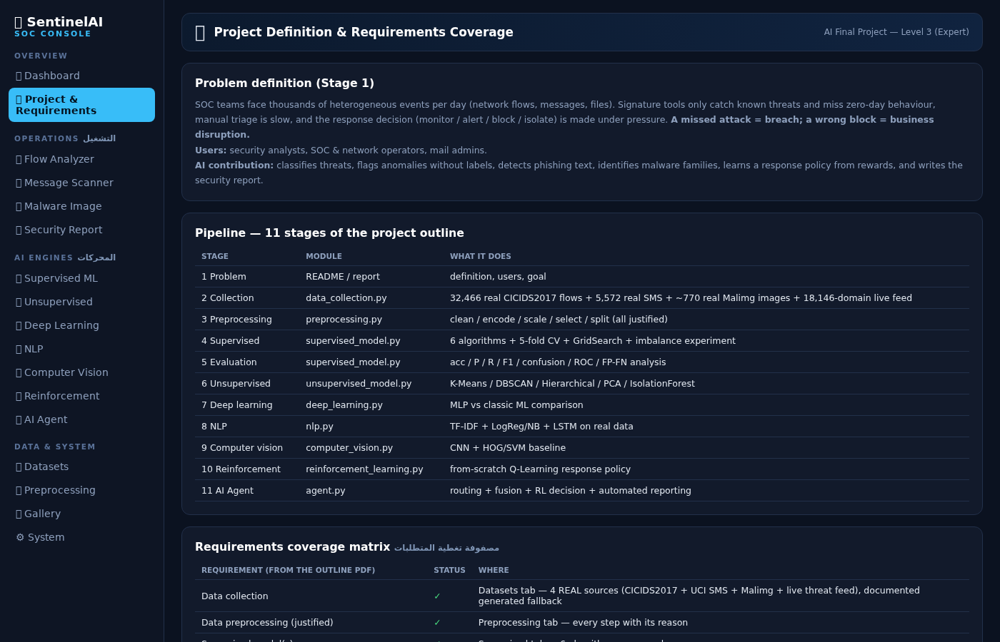 SentinelAI
SOC CONSOLE
OVERVIEW
Dashboard
Project &
Requirements
OPERATIONS التشغيل
Flow Analyzer
Message Scanner
Malware Image
Security Report
AI ENGINES المحركات
Supervised ML
Unsupervised
Deep Learning
NLP
Computer Vision
Reinforcement
AI Agent
DATA & SYSTEM
Datasets
Preprocessing
Gallery
⚙ System
Project Definition & Requirements Coverage
AI Final Project — Level 3 (Expert)
Problem definition (Stage 1)
SOC teams face thousands of heterogeneous events per day (network flows, messages, files). Signature tools only catch known threats and miss zero-day behaviour,
manual triage is slow, and the response decision (monitor / alert / block / isolate) is made under pressure. A missed attack = breach; a wrong block = business
disruption.
Users: security analysts, SOC & network operators, mail admins.
AI contribution: classifies threats, flags anomalies without labels, detects phishing text, identifies malware families, learns a response policy from rewards, and writes the
security report.
Pipeline — 11 stages of the project outline
STAGE MODULE WHAT IT DOES
1 Problem README / report definition, users, goal
2 Collection data_collection.py 32,466 real CICIDS2017 flows + 5,572 real SMS + ~770 real Malimg images + 18,146-domain live feed
3 Preprocessing preprocessing.py clean / encode / scale / select / split (all justified)
4 Supervised supervised_model.py 6 algorithms + 5-fold CV + GridSearch + imbalance experiment
5 Evaluation supervised_model.py acc / P / R / F1 / confusion / ROC / FP-FN analysis
6 Unsupervised unsupervised_model.py K-Means / DBSCAN / Hierarchical / PCA / IsolationForest
7 Deep learning deep_learning.py MLP vs classic ML comparison
8 NLP nlp.py TF-IDF + LogReg/NB + LSTM on real data
9 Computer vision computer_vision.py CNN + HOG/SVM baseline
10 Reinforcement reinforcement_learning.py from-scratch Q-Learning response policy
11 AI Agent agent.py routing + fusion + RL decision + automated reporting
Requirements coverage matrix مصفوفة تغطية المتطلبات
REQUIREMENT (FROM THE OUTLINE PDF) STATUS WHERE
Data collection ✓ Datasets tab — 4 REAL sources (CICIDS2017 + UCI SMS + Malimg + live threat feed), documented
generated fallback
Data preprocessing (justified) ✓ Preprocessing tab — every step with its reason